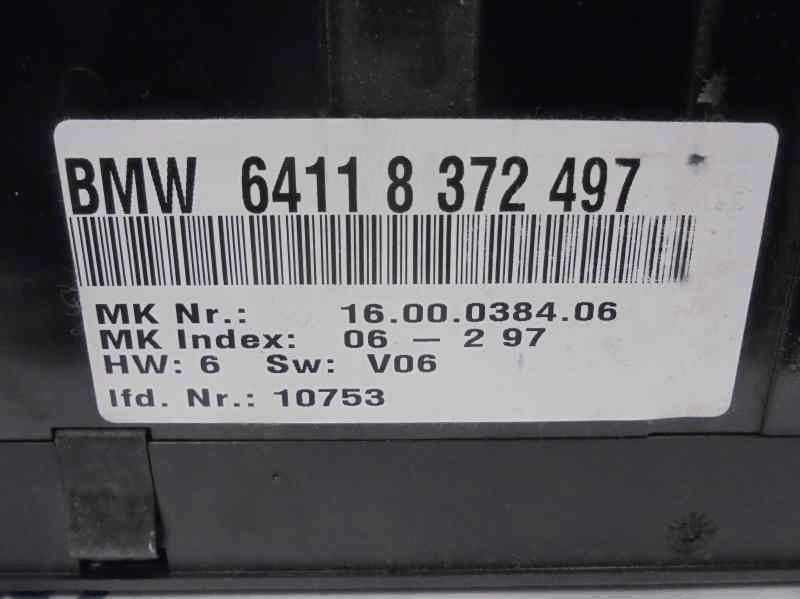 BMW 6411 8 372 497
MK Nr.: 16.00.0384.06
MK Index: 06 - 2 97
HW: 6 Sw: V06
lfd. Nr.: 10753